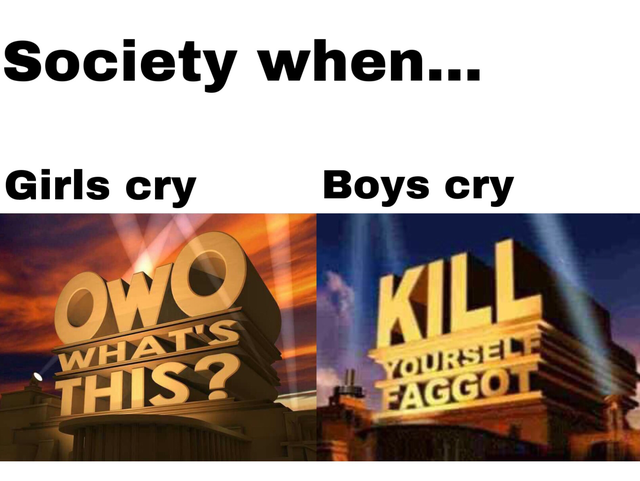 Society when...
Girls cry
Boys cry
OWO
WHAT'S
THIS?
KILL
YOURSELF
FAGGOT